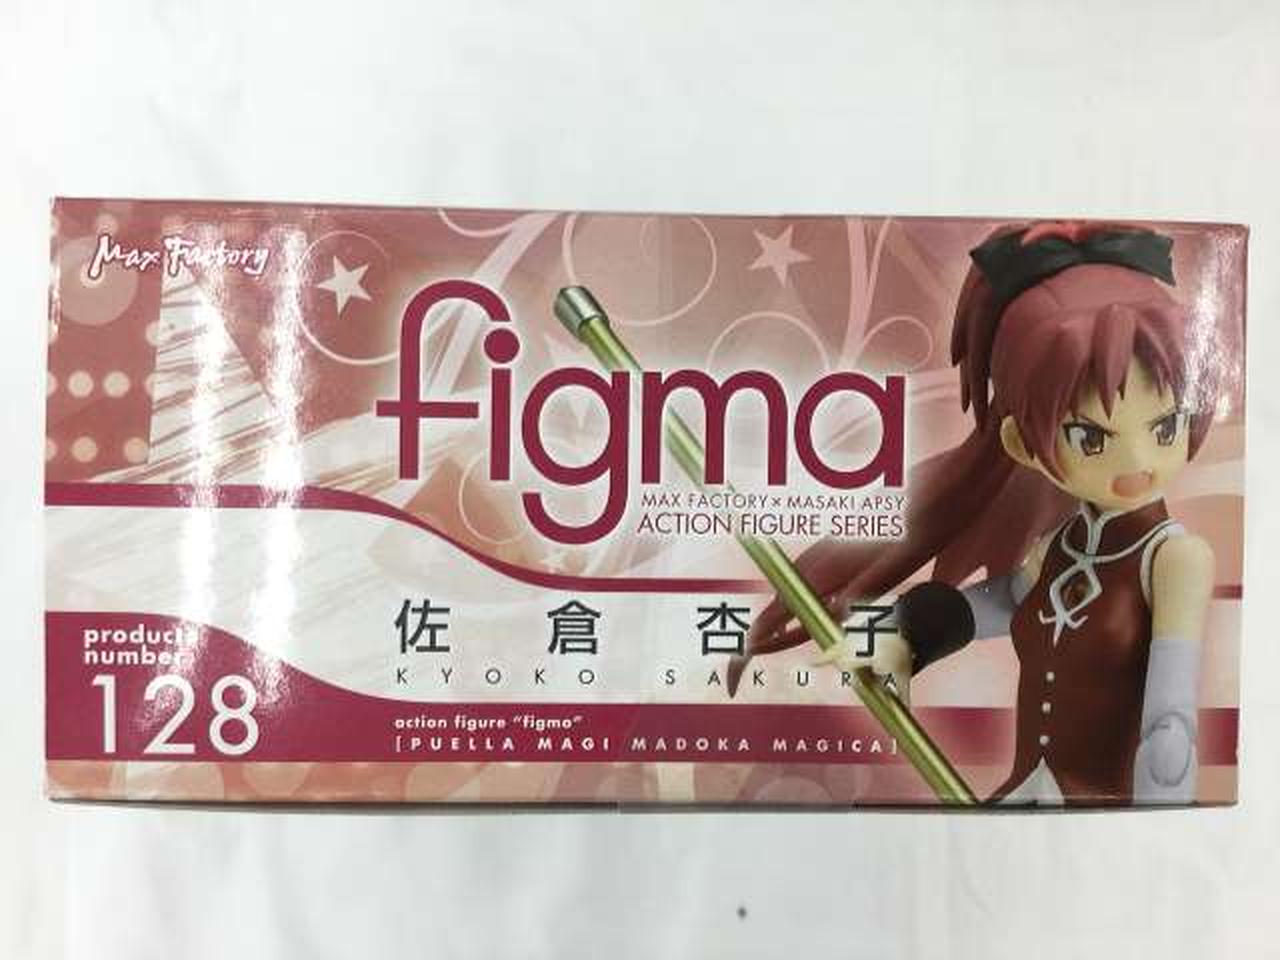 Max Factory
figma
MAX FACTORY × MASAKI APSY
ACTION FIGURE SERIES
佐倉杏子
KYOKO SAKURA
product number
128
action figure "figma"
[PUELLA MAGI MADOKA MAGICA]